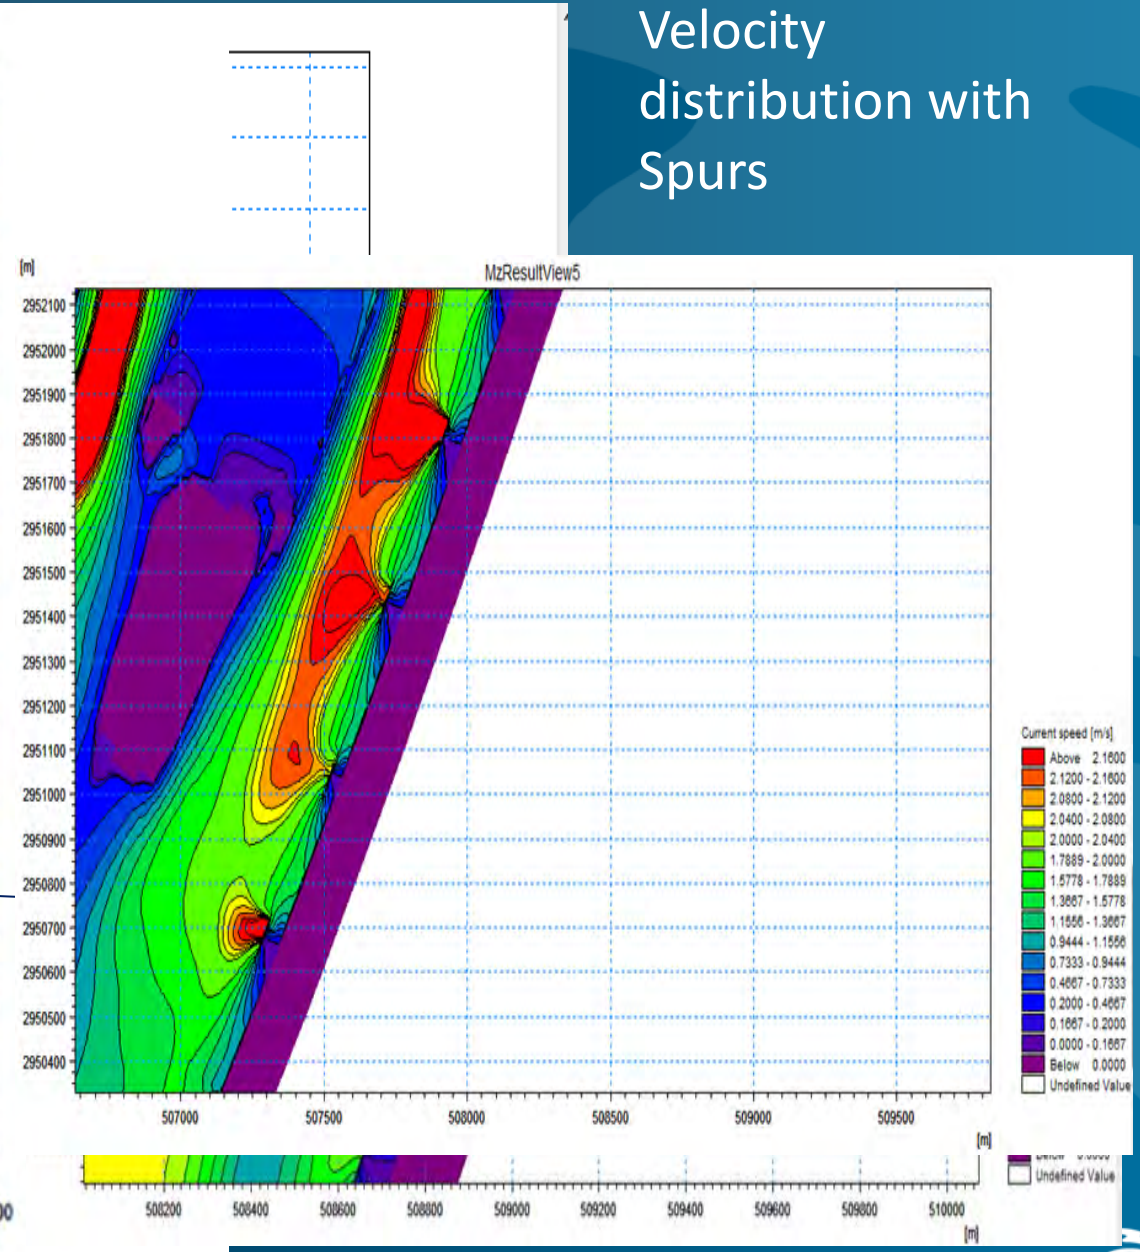 Velocity
distribution with
Spurs
[m]
MzResultView5
2952100
2952000
2951900
2951800
2951700
2951600
2951500
2951400
2951300
2951200
2951100
2951000
2950900
2950800
2950700
2950600
2950500
2950400
507000 507500 508000 508500 509000 509500
[m]
Current speed [m/s]
Above 2.1600
2.1200 - 2.1600
2.0800 - 2.1200
2.0400 - 2.0800
2.0000 - 2.0400
1.7889 - 2.0000
1.5778 - 1.7889
1.3667 - 1.5778
1.1556 - 1.3667
0.9444 - 1.1556
0.7333 - 0.9444
0.4667 - 0.7333
0.2000 - 0.4667
0.1667 - 0.2000
0.0000 - 0.1667
Below 0.0000
Undefined Value
Undefined Value
508200 508400 508600 508800 509000 509200 509400 509600 509800 510000
[m]